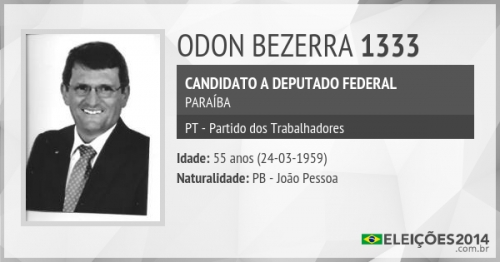 ODON BEZERRA 1333
CANDIDATO A DEPUTADO FEDERAL
PARAÍBA
PT - Partido dos Trabalhadores
Idade: 55 anos (24-03-1959)
Naturalidade: PB - João Pessoa
ELEIÇÕES2014
.com.br